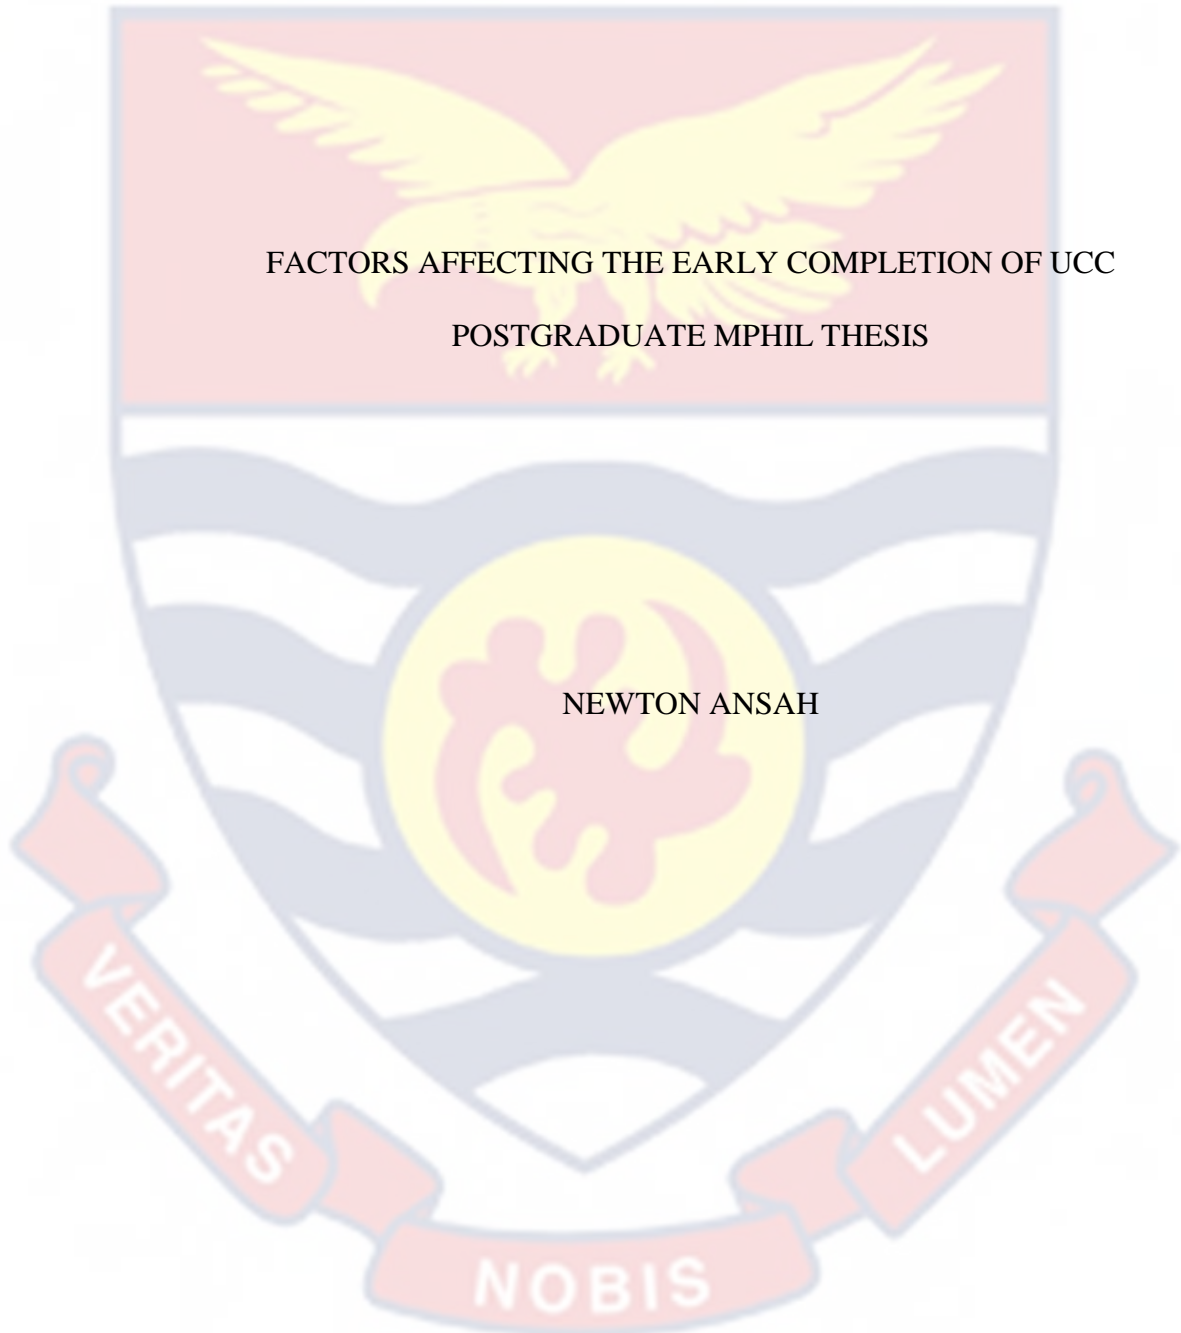 FACTORS AFFECTING THE EARLY COMPLETION OF UCC
POSTGRADUATE MPHIL THESIS
NEWTON ANSAH
VERITAS
NOBIS
LUMEN